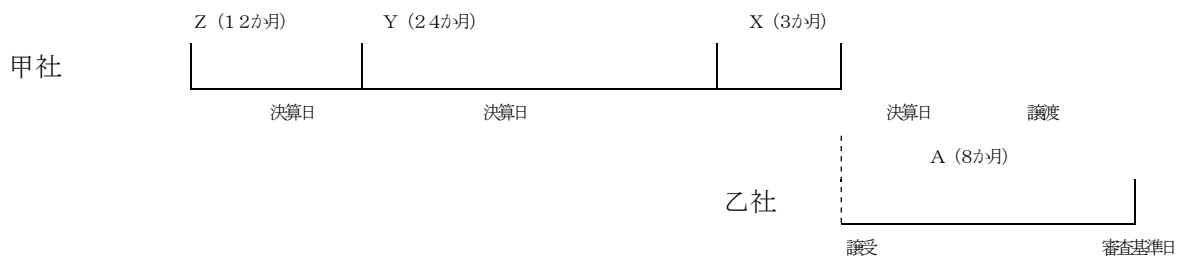 Z（１２か月） Y（２４か月） X（３か月）
甲社
決算日 決算日 決算日 譲渡
A（８か月）
乙社
譲受 審査基準日